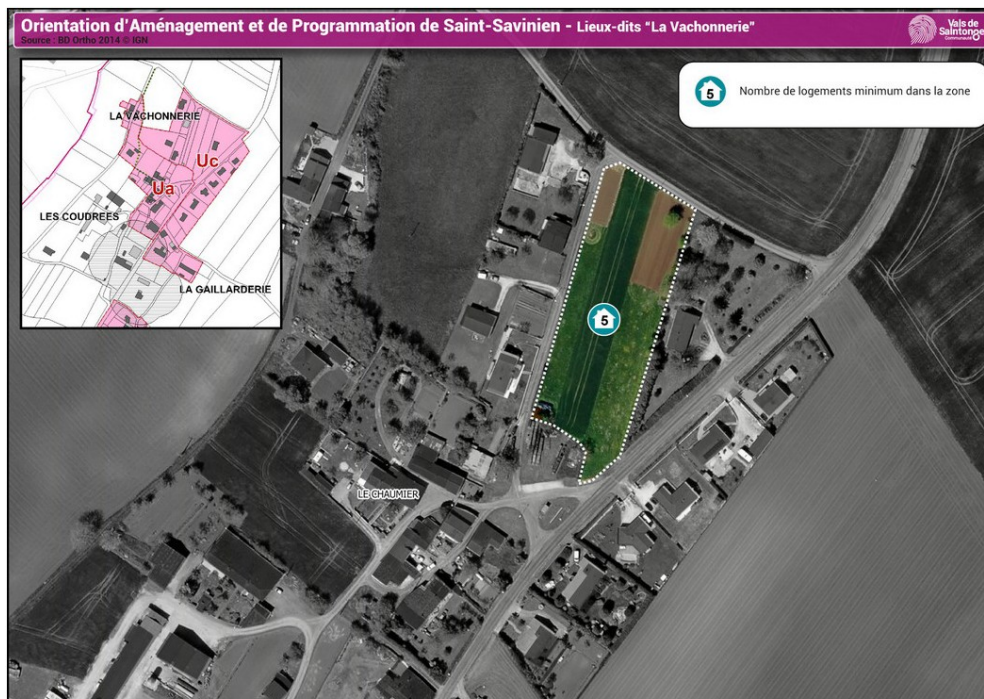 Orientation d'Aménagement et de Programmation de Saint-Savinien - Lieux-dits "La Vachonnerie"
Source : BD Ortho 2014 © IGN
Vals de
Saintonge
Communauté
5 Nombre de logements minimum dans la zone
LA VACHONNERIE
Uc
Ua
LES COUDREES
LA GAILLARDERIE
5
LE CHAUMIER